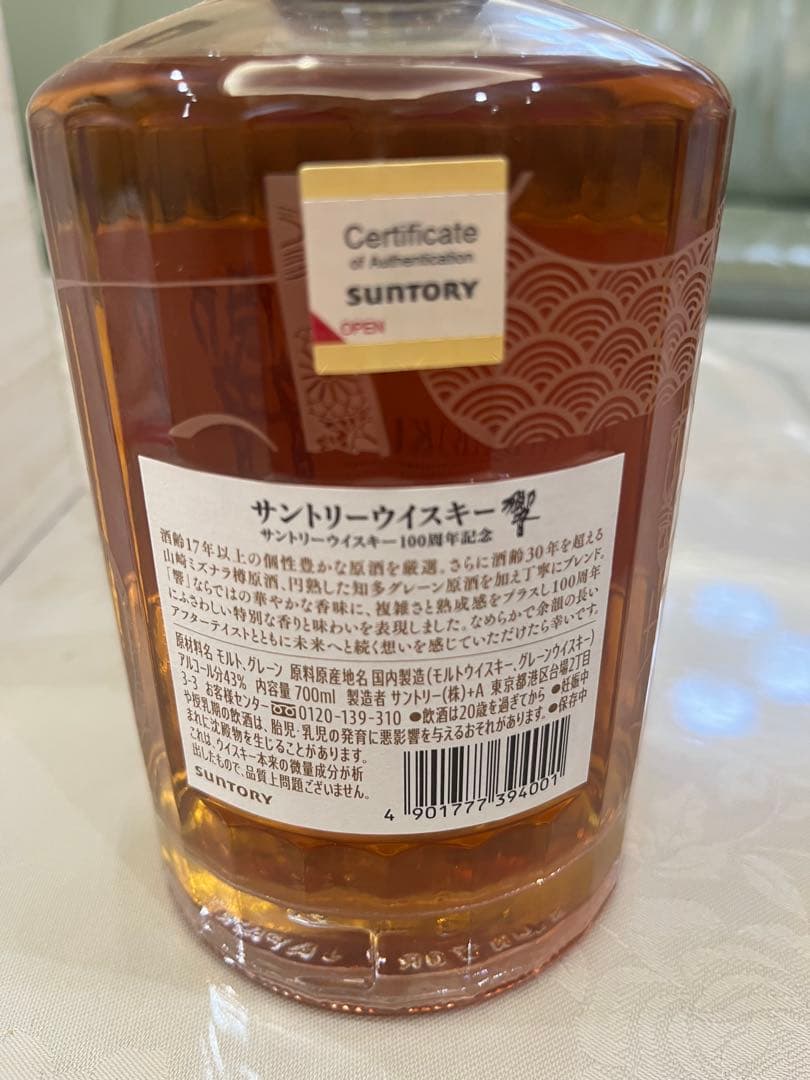 Certificate
of Authentication
SUNTORY
OPEN
サントリーウイスキー 響
サントリーウイスキー100周年記念
酒齢17年以上の個性豊かな原酒を厳選。さらに酒齢30年を超える
山崎ミズナラ樽原酒、円熟した知多グレーン原酒を加え丁寧にブレンド。
「響」ならではの華やかな香味に、複雑さと熟成感をプラスし100周年
にふさわしい特別な香りと味わいを表現しました。なめらかで余韻の長い
アフターテイストとともに未来へと続く想いを感じていただけたら幸いです。
原材料名 モルト、グレーン 原料原産地名 国内製造(モルトウイスキー、グレーンウイスキー)
アルコール分43% 内容量 700ml 製造者 サントリー(株)+A 東京都港区台場2丁目
3-3 お客様センター 0120-139-310 ●飲酒は20歳を過ぎてから ●妊娠中
や授乳期の飲酒は、胎児・乳児の発育に悪影響を与えるおそれがあります。●保存中
まれに沈殿物を生じることがあります。
これは、ウイスキー本来の微量成分が析
出したもので、品質上問題ございません。
SUNTORY
4 901777 394001